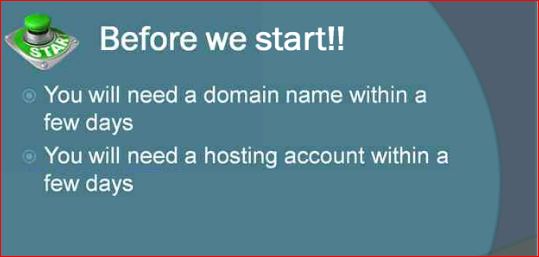 START
Before we start!!
You will need a domain name within a
few days
You will need a hosting account within a
few days